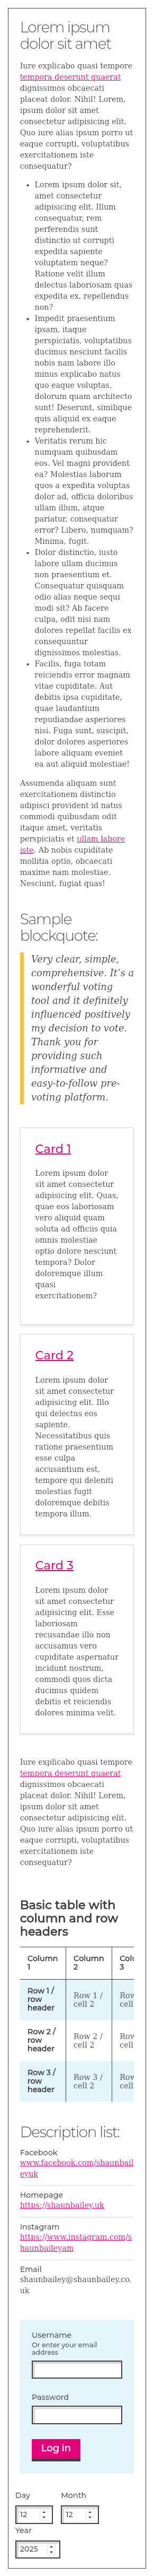 Lorem ipsum
dolor sit amet
Iure explicabo quasi tempore
tempora deserunt quaerat
dignissimos obcaecati
placeat dolor. Nihil! Lorem,
ipsum dolor sit amet
consectetur adipisicing elit.
Quo iure alias ipsum porro ut
eaque corrupti, voluptatibus
exercitationem iste
consequatur?
• Lorem ipsum dolor sit,
amet consectetur
adipisicing elit. Illum
consequatur, rem
perferendis sunt
distinctio ut corrupti
expedita sapiente
voluptatem neque?
Ratione velit illum
delectus laboriosam quas
expedita ex, repellendus
non?
• Impedit praesentium
ipsam, itaque
perspiciatis, voluptatibus
ducimus nesciunt facilis
nobis nam labore illo
minus explicabo natus
quo eaque voluptas,
dolorum quam architecto
sunt! Deserunt, similique
quis aliquid ex eaque
reprehenderit.
• Veritatis rerum hic
numquam quibusdam
eos. Vel magni provident
ea? Molestias laborum
quos a expedita voluptas
dolor ad, officia doloribus
ullam illum, atque
pariatur, consequatur
error? Libero, numquam?
Minima, fugit.
• Dolor distinctio, iusto
labore ullam ducimus
non praesentium et.
Consequatur quisquam
odio alias neque sequi
modi sit? Ab facere
culpa, odit nisi nam
dolores repellat facilis ex
consequuntur
dignissimos molestias.
• Facilis, fuga totam
reiciendis error magnam
vitae cupiditate. Aut
debitis ipsa cupiditate,
quae laudantium
asperiores reprehenderit
nisi. Fuga sunt, suscipit,
dolor dolores asperiores
labore aliquam eveniet
ea aut aliquid molestiae!
Assumenda aliquam sunt
exercitationem distinctio
adipisci provident id natus
commodi quibusdam odit
itaque amet, veritatis
perspiciatis et ullam labore
iste. Ab nobis cupiditate
mollitia optio, obcaecati
maxime nam molestiae.
Nesciunt, fugiat quas!
Sample
blockquote:
Very clear, simple,
comprehensive. It's a
wonderful voting
tool and it definitely
influenced positively
my decision to vote.
Thank you for
providing such
informative and
easy-to-follow pre-
voting platform.
Card 1
Lorem ipsum dolor
sit amet consectetur
adipisicing elit. Quas,
quae eos laboriosam
vero aliquid quam
soluta ad officiis quia
omnis molestiae
optio dolore nesciunt
tempora? Dolor
doloremque illum
quasi
exercitationem?
Card 2
Lorem ipsum dolor
sit amet consectetur
adipisicing elit. Illo
qui delectus eos
sapiente.
Necessitatibus quis
ratione praesentium
esse culpa
accusantium est,
tempore qui deleniti
molestias fugit
doloremque debitis
tempora illum.
Card 3
Lorem ipsum dolor
sit amet consectetur
adipisicing elit. Esse
laboriosam
recusandae illo non
accusamus vero
cupiditate aspernatur
incidunt nostrum,
commodi quos dicta
ducimus quidem
debitis et reiciendis
dolores minima velit.
Iure explicabo quasi tempore
tempora deserunt quaerat
dignissimos obcaecati
placeat dolor. Nihil! Lorem,
ipsum dolor sit amet
consectetur adipisicing elit.
Quo iure alias ipsum porro ut
eaque corrupti, voluptatibus
exercitationem iste
consequatur?
Basic table with
column and row
headers
Column 1 Column 2
Row 1 / row header Row 1 / cell 2
Row 2 / row header Row 2 / cell 2
Row 3 / row header Row 3 / cell 2
Description list:
Facebook
www.facebook.com/shaunbail
eyuk
Homepage
https://shaunbailey.uk
Instagram
https://www.instagram.com/s
haunbaileyam
Email
shaunbailey@shaunbailey.co.
uk
Username
Or enter your email
address
Password
Log in
Day Month
12 12
Year
2025